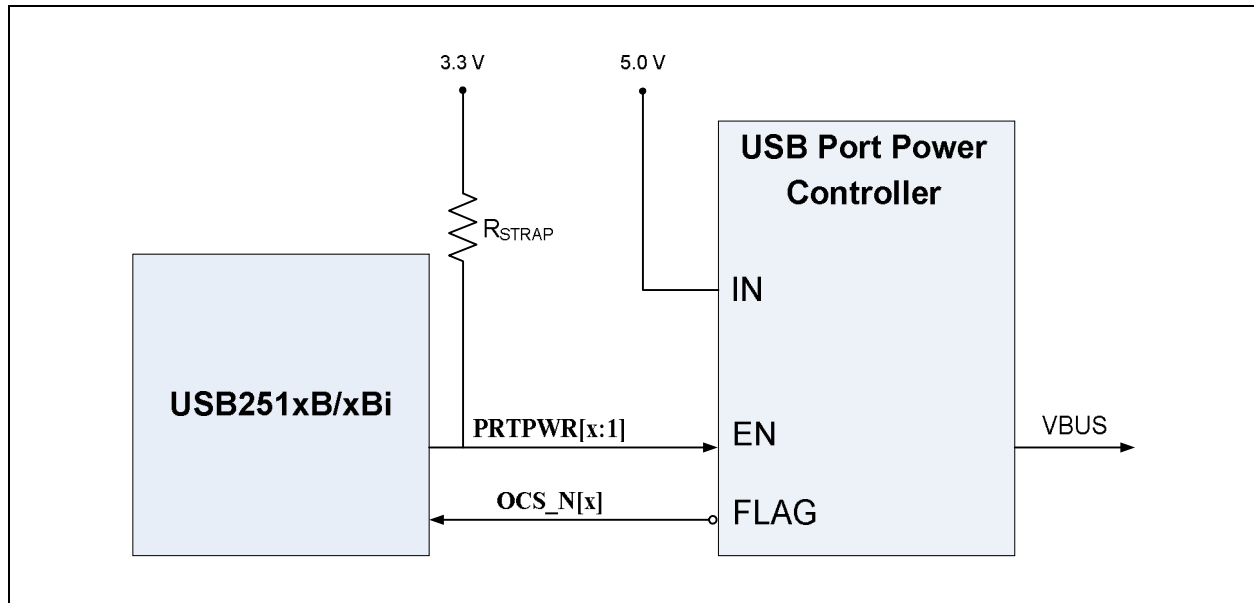 3.3 V
5.0 V
USB Port Power
Controller
RSTRAP
IN
USB251xB/xBi
PRTPWR[x:1]
EN
VBUS
OCS_N[x]
FLAG